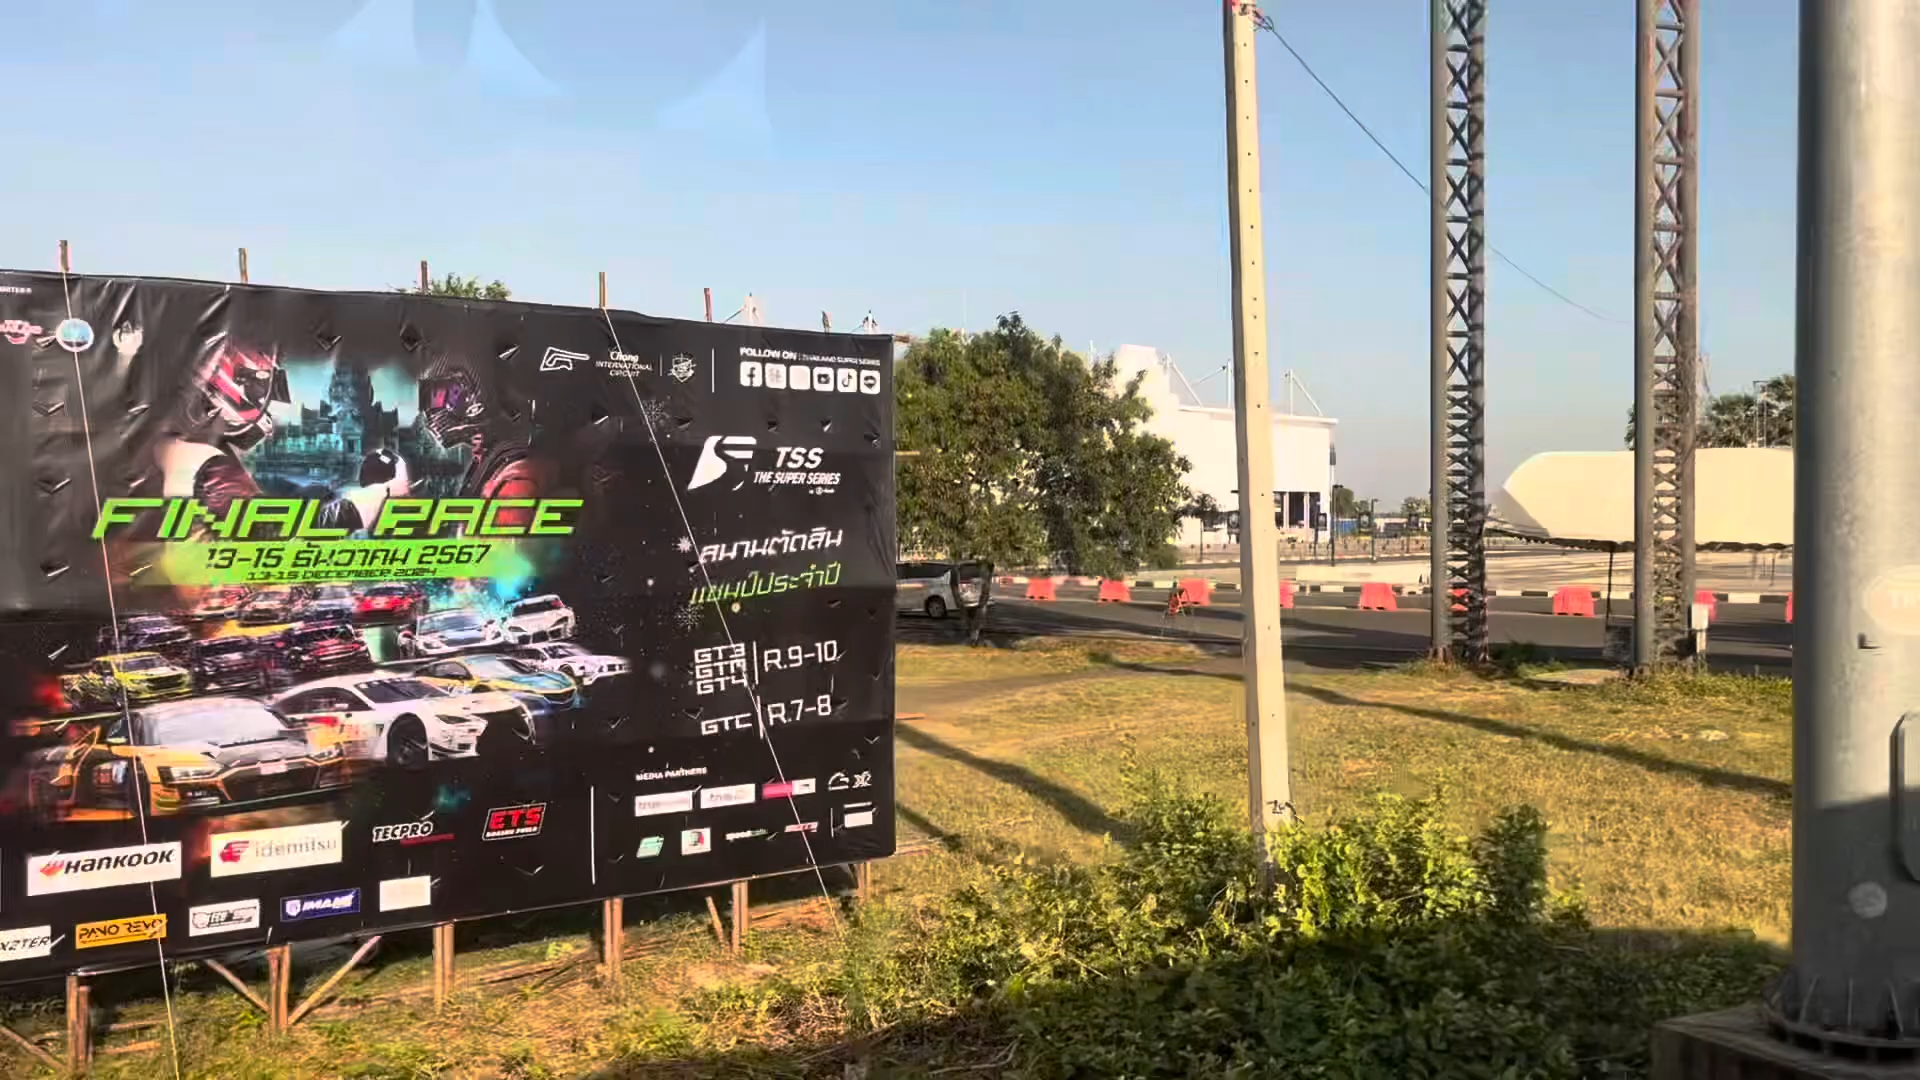 Chang
INTERNATIONAL
CIRCUIT
FOLLOW ON : THAILAND SUPER SERIES
TSS
THE SUPER SERIES
FINAL RACE
13-15 ธันวาคม 2567
13-15 DECEMBER 2024
สนามตัดสิน
แชมป์ประจำปี
GT3
GTM
GT4
R.9-10
GTC
R.7-8
MEDIA PARTNERS
HANKOOK
idemitsu
TECPRO
ETS
PANO REVO